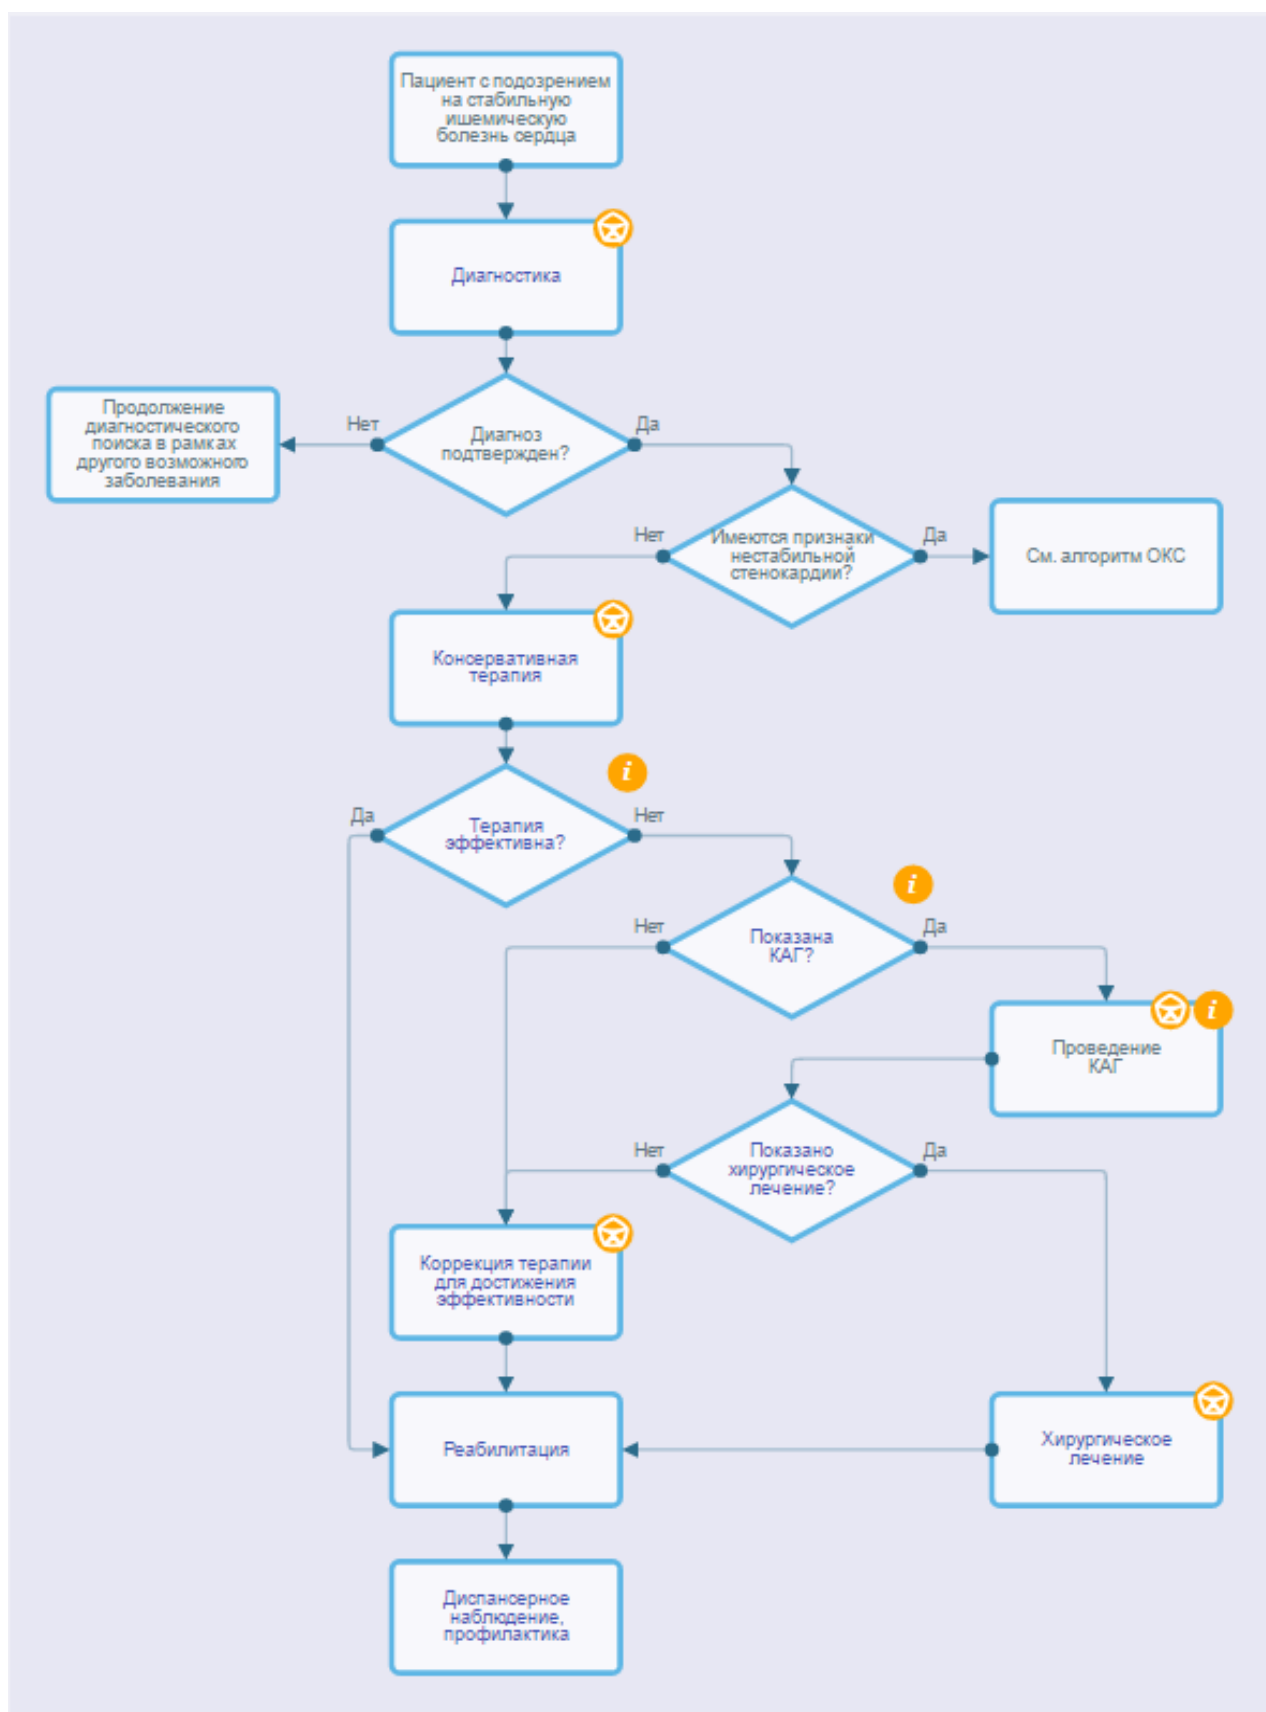 Пациент с подозрением
на стабильную
ишемическую
болезнь сердца
Диагностика
Диагноз
подтвержден?
Нет
Да
Продолжение
диагностического
поиска в рамках
другого возможного
заболевания
Имеются признаки
нестабильной
стенокардии?
Нет
Да
См. алгоритм ОКС
Консервативная
терапия
i
Терапия
эффективна?
Да
Нет
i
Показана
КАГ?
Нет
Да
i
Проведение
КАГ
Показано
хирургическое
лечение?
Нет
Да
Коррекция терапии
для достижения
эффективности
Реабилитация
Хирургическое
лечение
Диспансерное
наблюдение,
профилактика